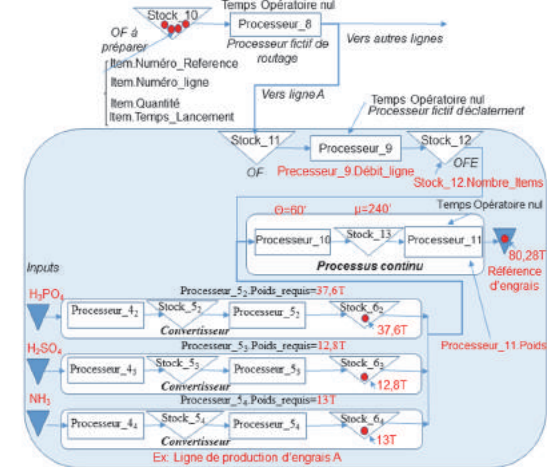 Temps Opératoire nul
Stock_10
Processeur_8
OF à
préparer
Processeur fictif de
routage
Vers autres lignes
Item.Numéro_Reference
Item.Numéro_ligne
Item.Quantité
Item.Temps_Lancement
Vers ligneA
Temps Opératoire nul
Processeur fictif d'éclatement
Stock_11
Processeur_9
Stock_12
OF
OFE
Precesseur_9.Débit_ligne
Stock_12.Nombre_Items
Temps Opératoire nul
Θ=60'
μ=240'
Processeur_10
Stock_13
Processeur_11
Processus continu
80,28T
Référence
d'engrais
Inputs
Processeur_5₂.Poids_requis=37,6T
H₃PO₄
Processeur_4₂
Stock_5₂
Processeur_5₂
Stock_6₂
37,6T
Convertisseur
Processeur_11.Poids
Processeur_5₃.Poids_requis=12,8T
H₂SO₄
Processeur_4₃
Stock_5₃
Processeur_5₃
Stock_6₃
12,8T
Convertisseur
Processeur_5₄.Poids_requis=13T
NH₃
Processeur_4₄
Stock_5₄
Processeur_5₄
Stock_6₄
13T
Convertisseur
Ex: Ligne de production d'engrais A